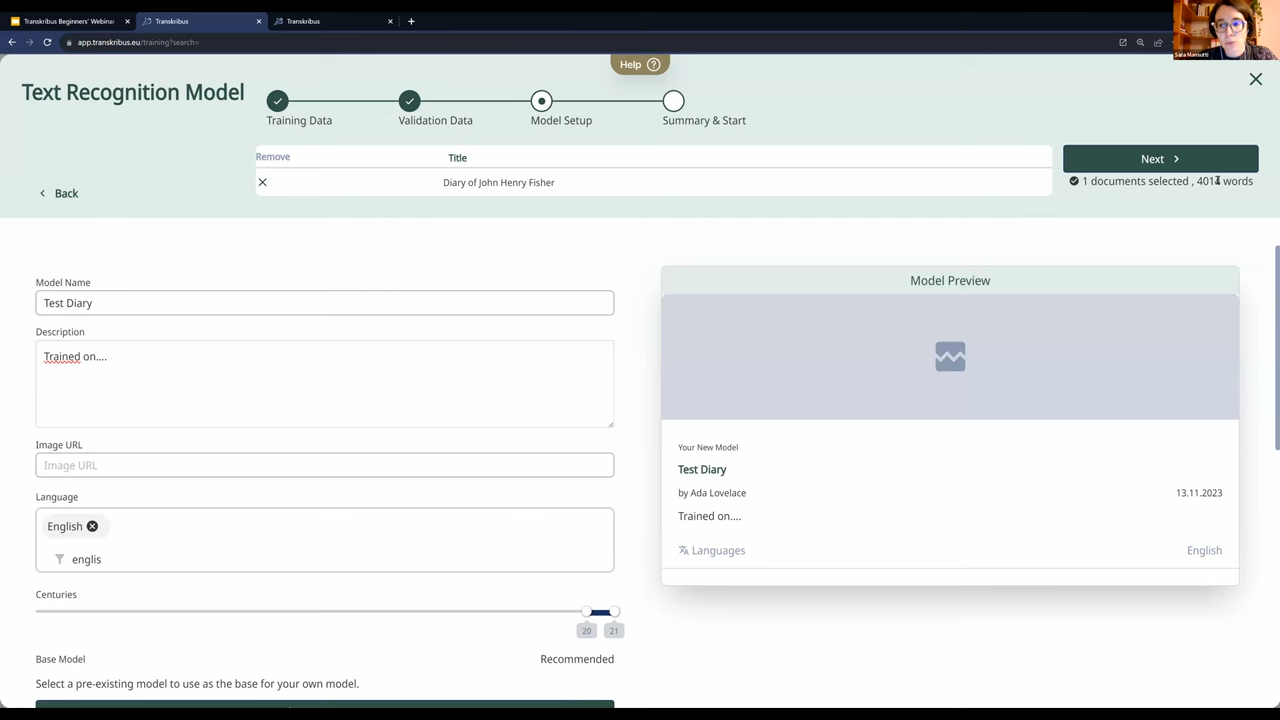 Transkribus Beginners' Webinar
Transkribus
Transkribus
app.transkribus.eu/training?search=
Sara Mansutti
Help ?
Text Recognition Model
Training Data
Validation Data
Model Setup
Summary & Start
Remove
Title
Next
Diary of John Henry Fisher
1 documents selected , words
Back
Model Name
Test Diary
Description
Trained on....
Image URL
Image URL
Language
English
englis
Centuries
20
21
Base Model
Recommended
Select a pre-existing model to use as the base for your own model.
Model Preview
Your New Model
Test Diary
by Ada Lovelace
13.11.2023
Trained on....
Languages
English